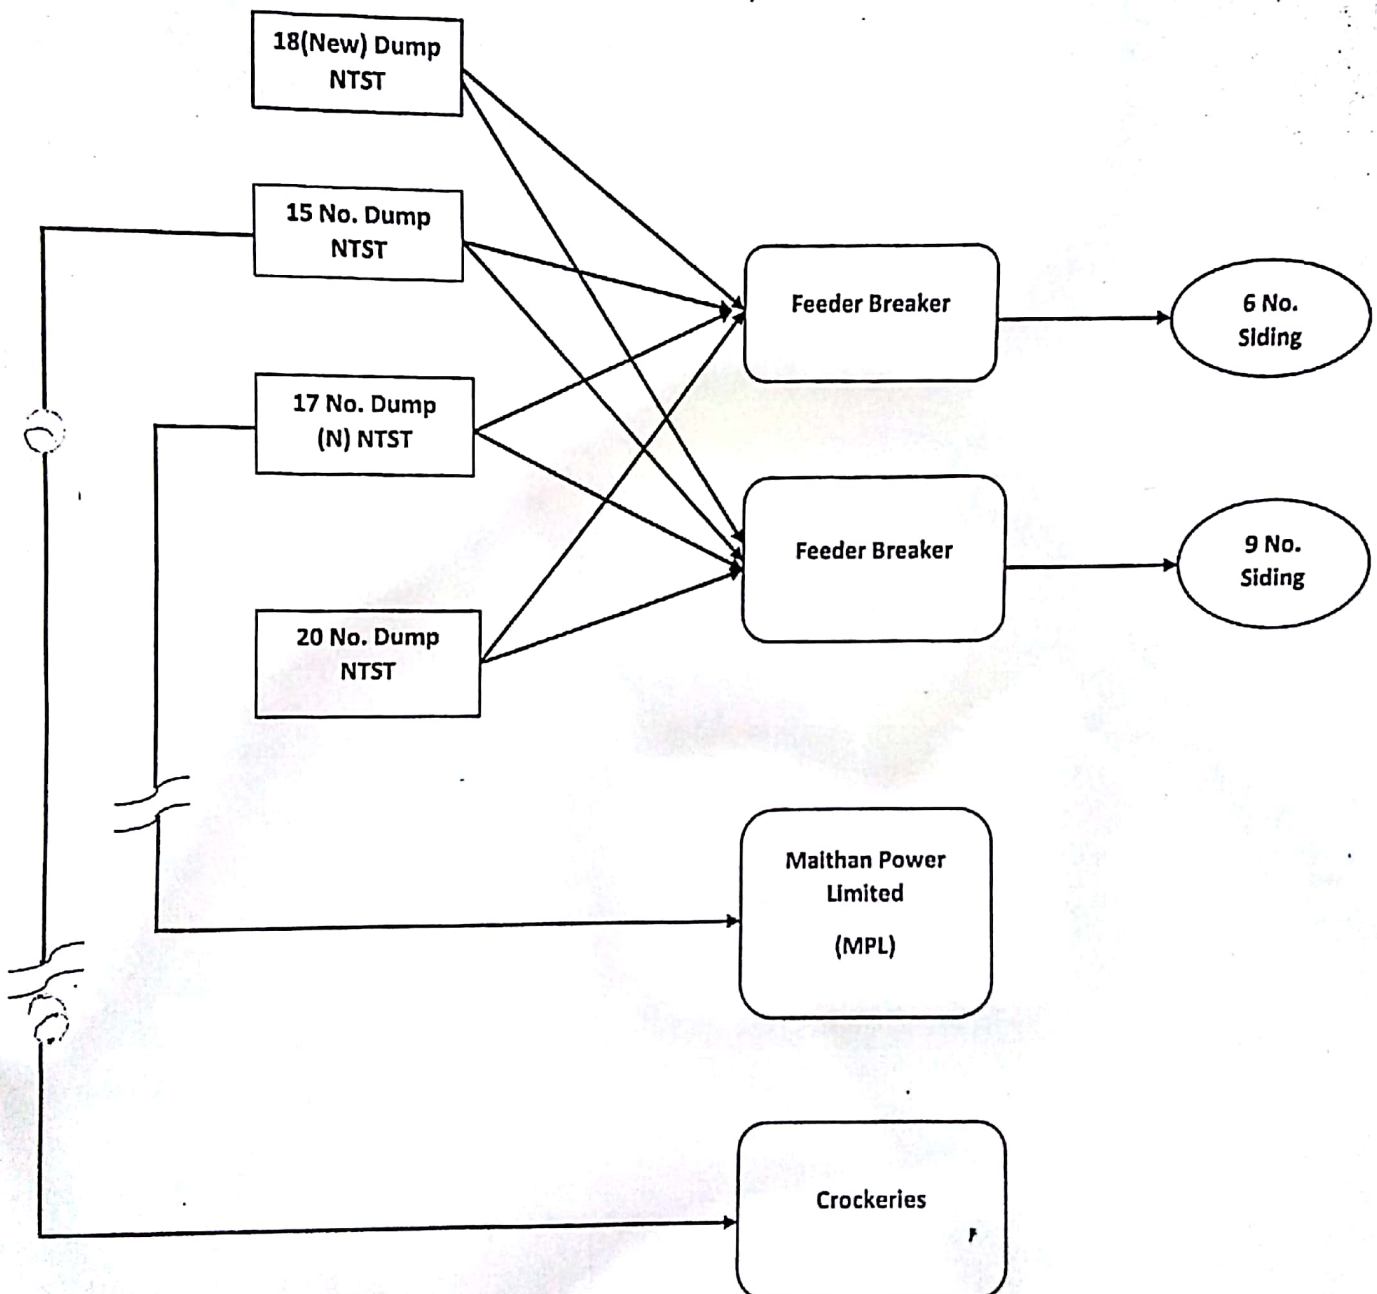 18(New) Dump
NTST
15 No. Dump
NTST
17 No. Dump
(N) NTST
20 No. Dump
NTST
Feeder Breaker
6 No.
Siding
Feeder Breaker
9 No.
Siding
Maithan Power
Limited
(MPL)
Crockeries